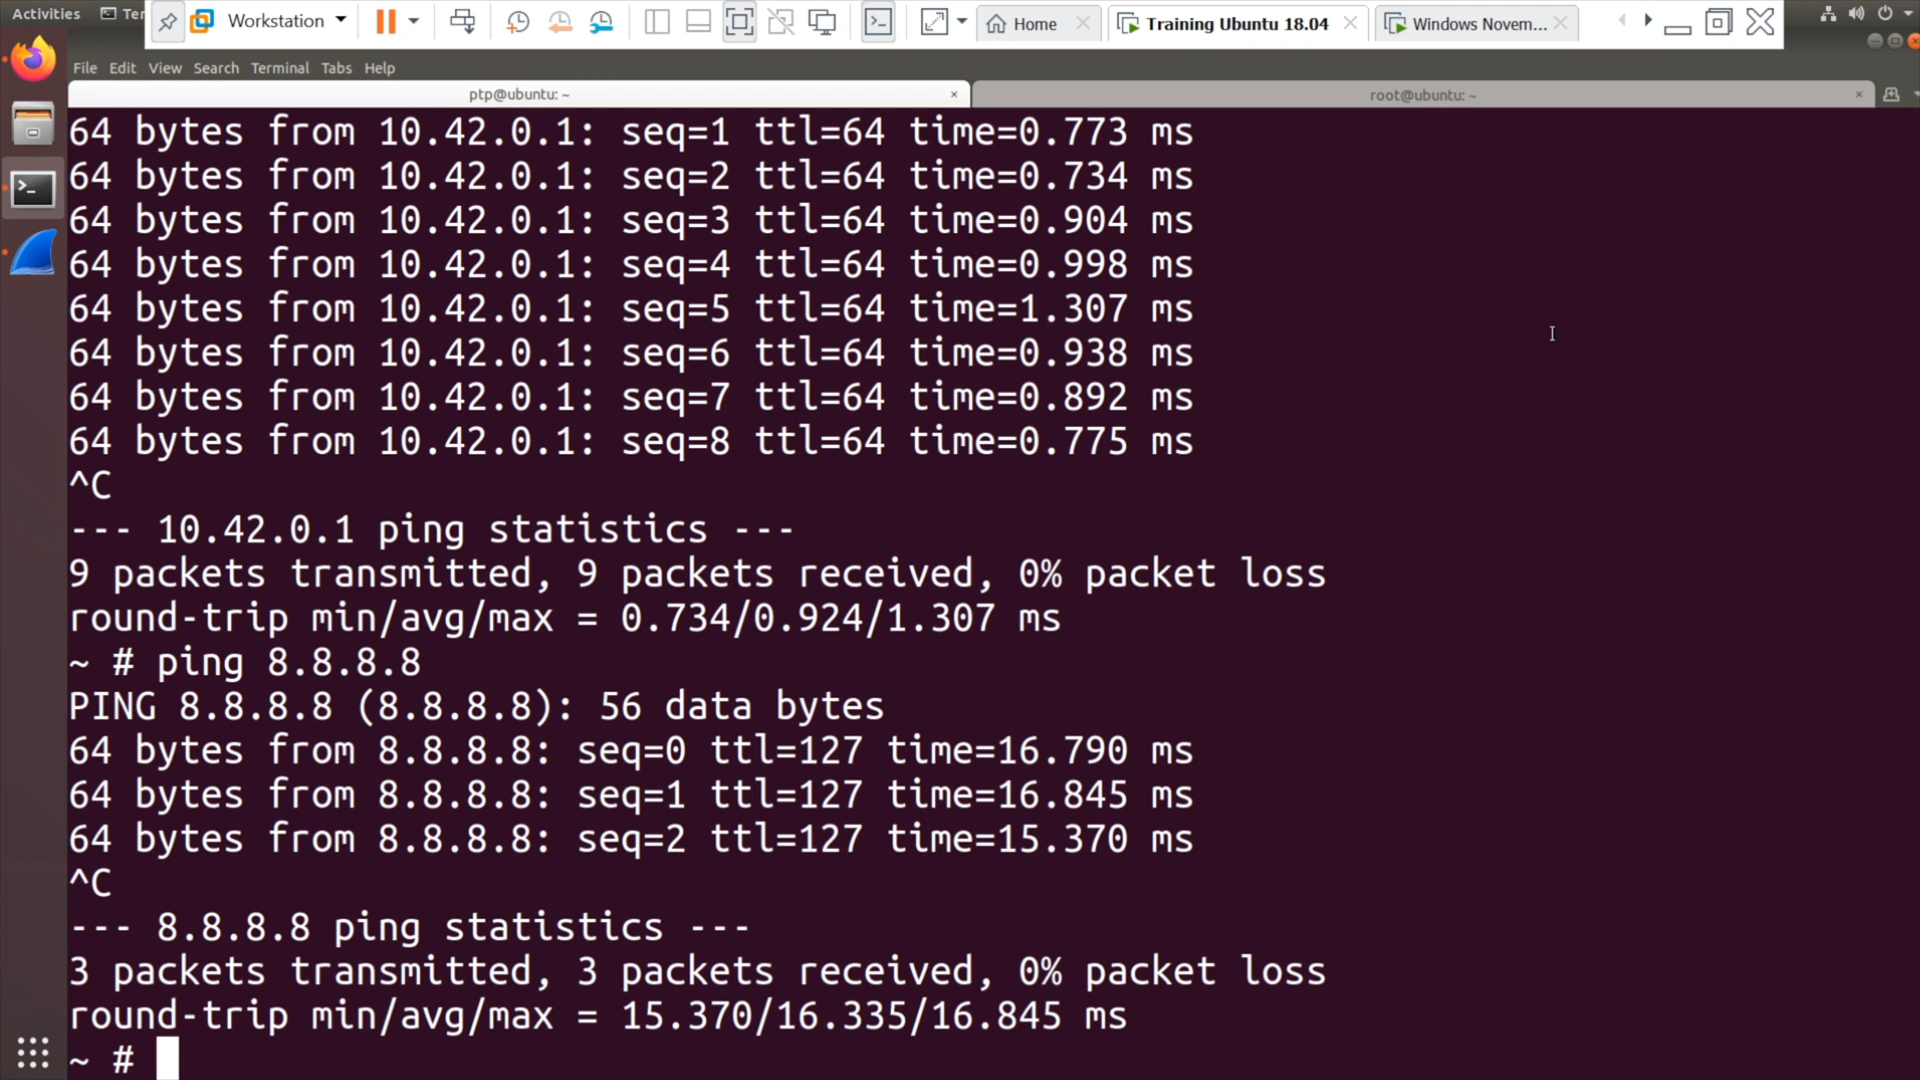 Activities
Ter
Workstation
Home
Training Ubuntu 18.04
Windows Novem...
File Edit View Search Terminal Tabs Help
ptp@ubuntu: ~
root@ubuntu: ~
64 bytes from 10.42.0.1: seq=1 ttl=64 time=0.773 ms
64 bytes from 10.42.0.1: seq=2 ttl=64 time=0.734 ms
64 bytes from 10.42.0.1: seq=3 ttl=64 time=0.904 ms
64 bytes from 10.42.0.1: seq=4 ttl=64 time=0.998 ms
64 bytes from 10.42.0.1: seq=5 ttl=64 time=1.307 ms
64 bytes from 10.42.0.1: seq=6 ttl=64 time=0.938 ms
64 bytes from 10.42.0.1: seq=7 ttl=64 time=0.892 ms
64 bytes from 10.42.0.1: seq=8 ttl=64 time=0.775 ms
^C
--- 10.42.0.1 ping statistics ---
9 packets transmitted, 9 packets received, 0% packet loss
round-trip min/avg/max = 0.734/0.924/1.307 ms
~ # ping 8.8.8.8
PING 8.8.8.8 (8.8.8.8): 56 data bytes
64 bytes from 8.8.8.8: seq=0 ttl=127 time=16.790 ms
64 bytes from 8.8.8.8: seq=1 ttl=127 time=16.845 ms
64 bytes from 8.8.8.8: seq=2 ttl=127 time=15.370 ms
^C
--- 8.8.8.8 ping statistics ---
3 packets transmitted, 3 packets received, 0% packet loss
round-trip min/avg/max = 15.370/16.335/16.845 ms
~ #